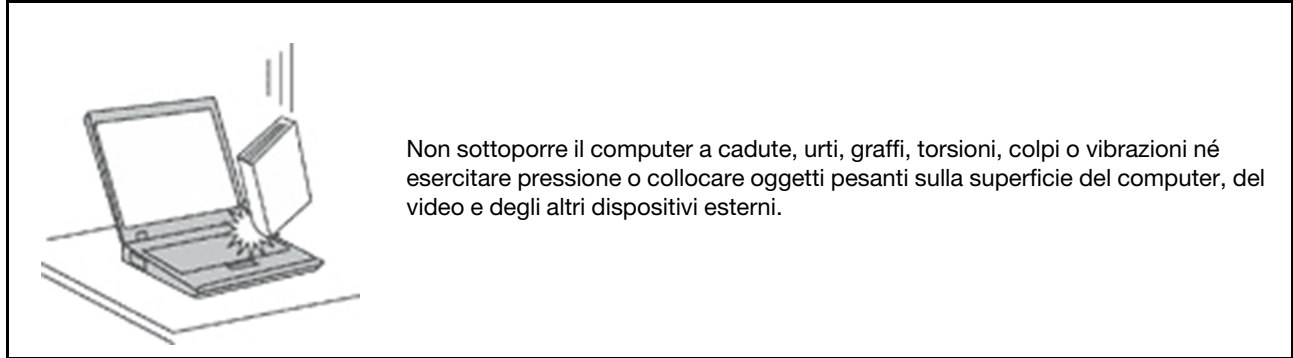 Non sottoporre il computer a cadute, urti, graffi, torsioni, colpi o vibrazioni né
esercitare pressione o collocare oggetti pesanti sulla superficie del computer, del
video e degli altri dispositivi esterni.